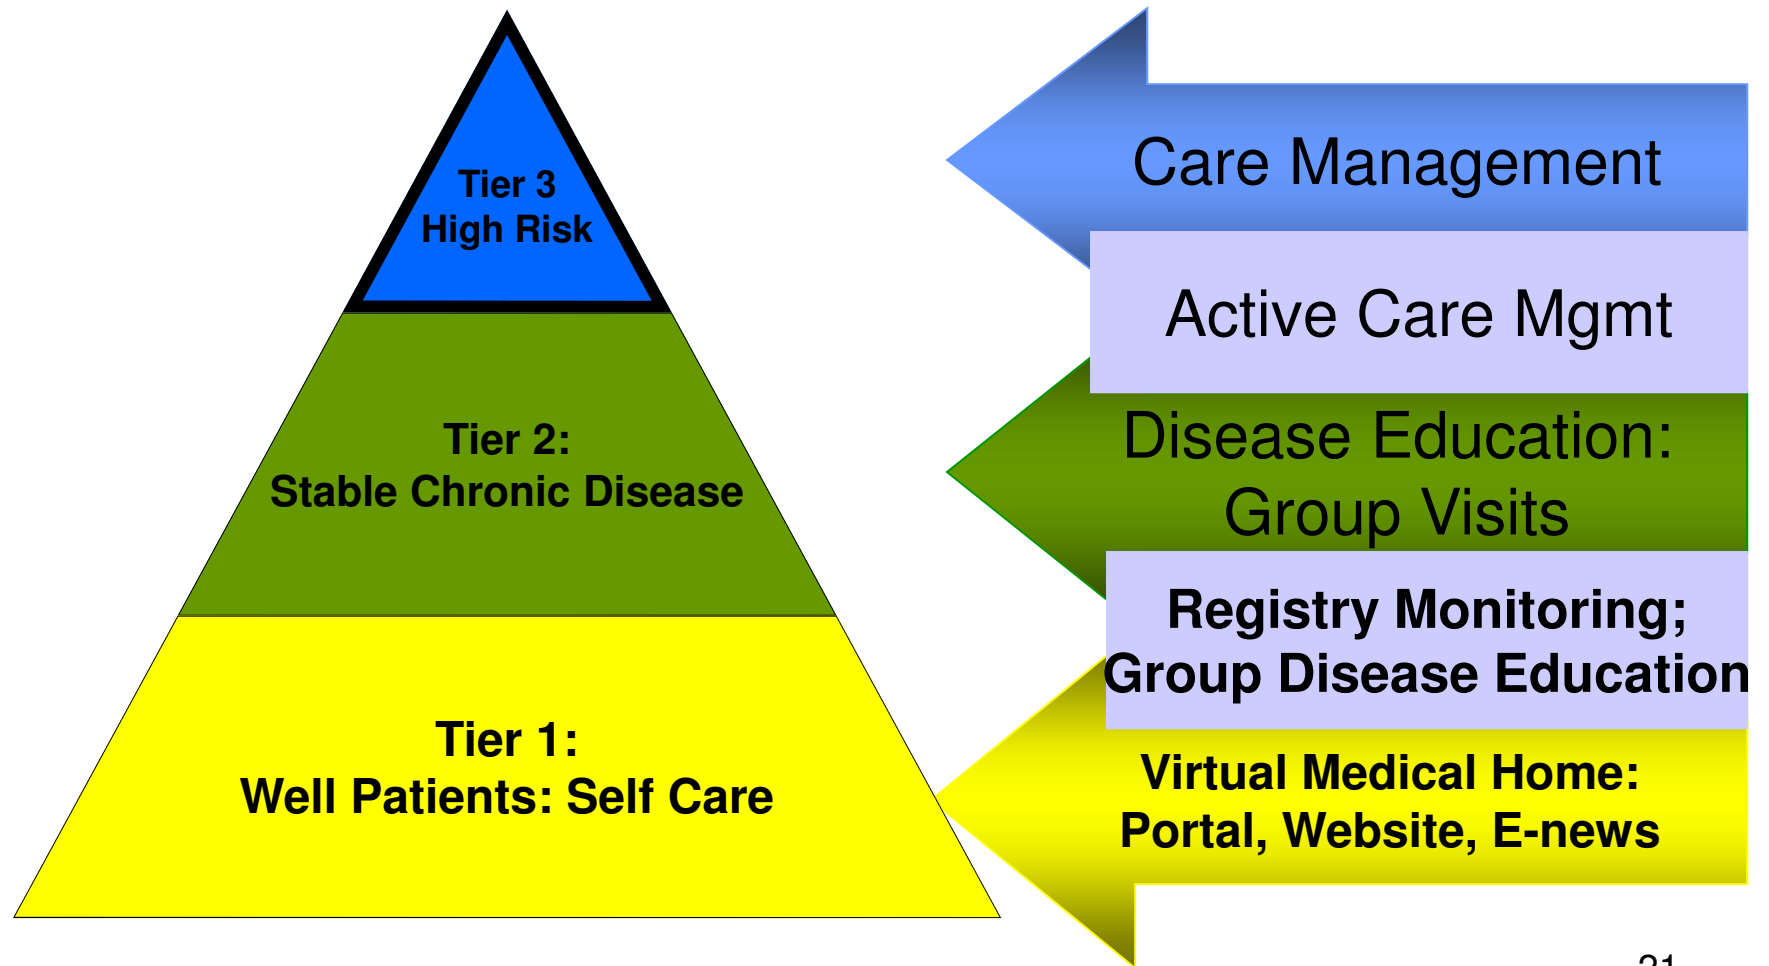 Tier 3
High Risk
Tier 2:
Stable Chronic Disease
Tier 1:
Well Patients: Self Care
Care Management
Active Care Mgmt
Disease Education:
Group Visits
Registry Monitoring;
Group Disease Education
Virtual Medical Home:
Portal, Website, E-news
21